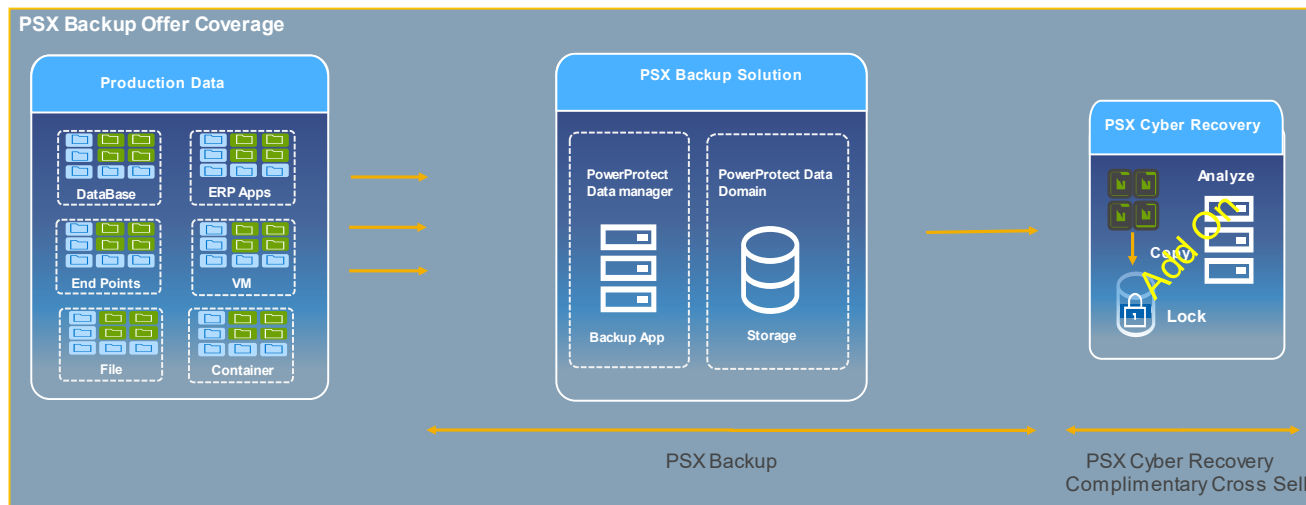 PSX Backup Offer Coverage
Production Data
DataBase
ERP Apps
End Points
VM
File
Container
PSX Backup Solution
PowerProtect
Data manager
Backup App
PowerProtect Data
Domain
Storage
PSX Cyber Recovery
Analyze
Copy
Add On
1
Lock
PSX Backup
PSX Cyber Recovery
Complimentary Cross Sell